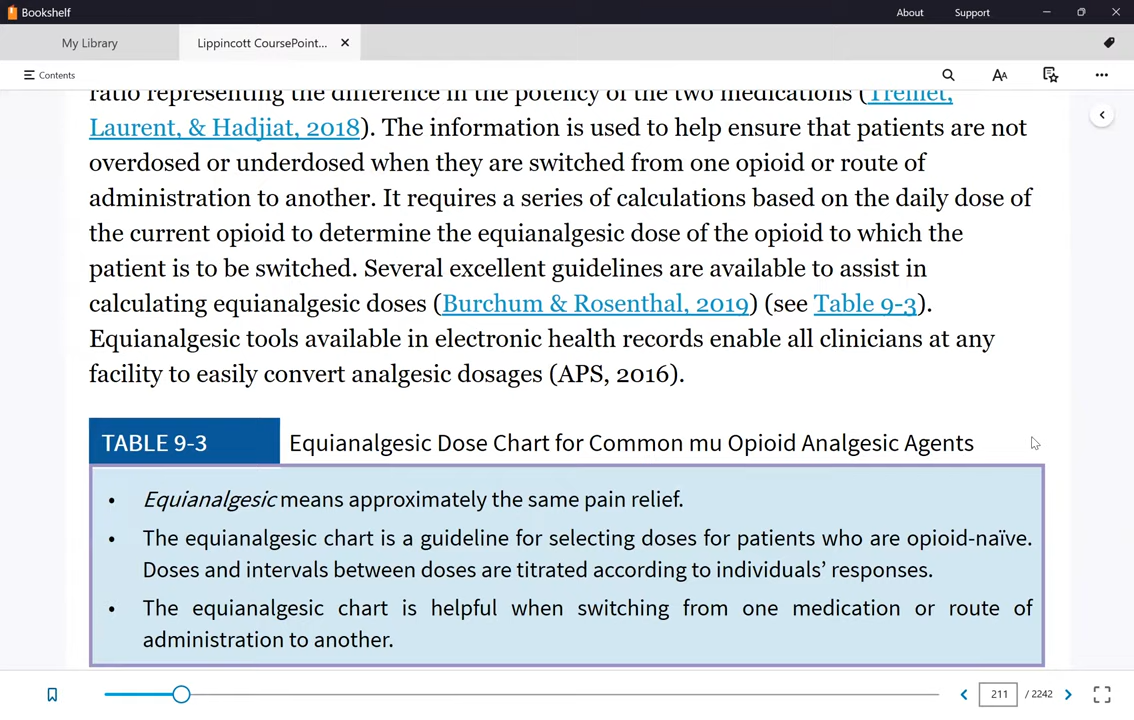 Bookshelf
About
Support
My Library
Lippincott CoursePoint...
Contents
ratio representing the difference in the potency of the two medications (Tremet,
Laurent, & Hadjiat, 2018). The information is used to help ensure that patients are not
overdosed or underdosed when they are switched from one opioid or route of
administration to another. It requires a series of calculations based on the daily dose of
the current opioid to determine the equianalgesic dose of the opioid to which the
patient is to be switched. Several excellent guidelines are available to assist in
calculating equianalgesic doses (Burchum & Rosenthal, 2019) (see Table 9-3).
Equianalgesic tools available in electronic health records enable all clinicians at any
facility to easily convert analgesic dosages (APS, 2016).
TABLE 9-3 Equianalgesic Dose Chart for Common mu Opioid Analgesic Agents
• Equianalgesic means approximately the same pain relief.
• The equianalgesic chart is a guideline for selecting doses for patients who are opioid-naïve.
Doses and intervals between doses are titrated according to individuals’ responses.
• The equianalgesic chart is helpful when switching from one medication or route of
administration to another.
211 / 2242